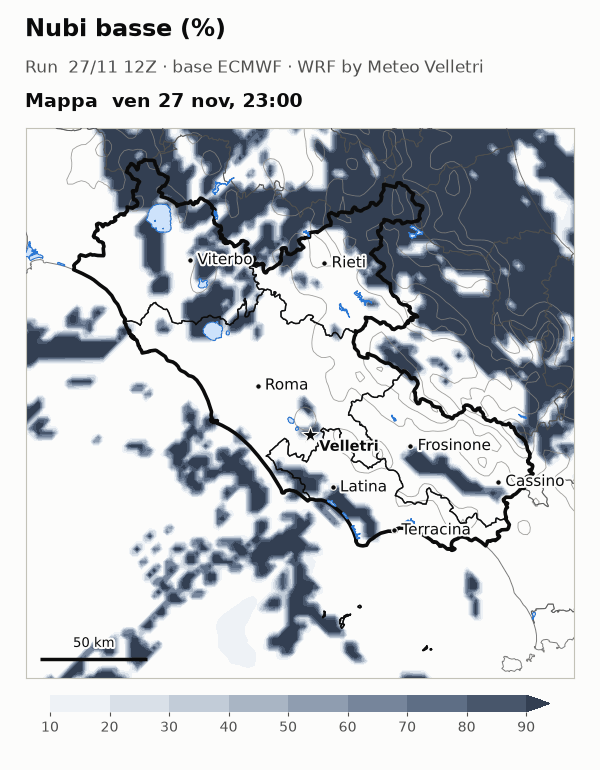 Nubi basse (%)
Run  27/11 12Z · base ECMWF · WRF by Meteo Velletri
Mappa  ven 27 nov, 23:00
Viterbo
Rieti
Roma
Velletri
Frosinone
Cassino
Latina
Terracina
50 km
10 20 30 40 50 60 70 80 90